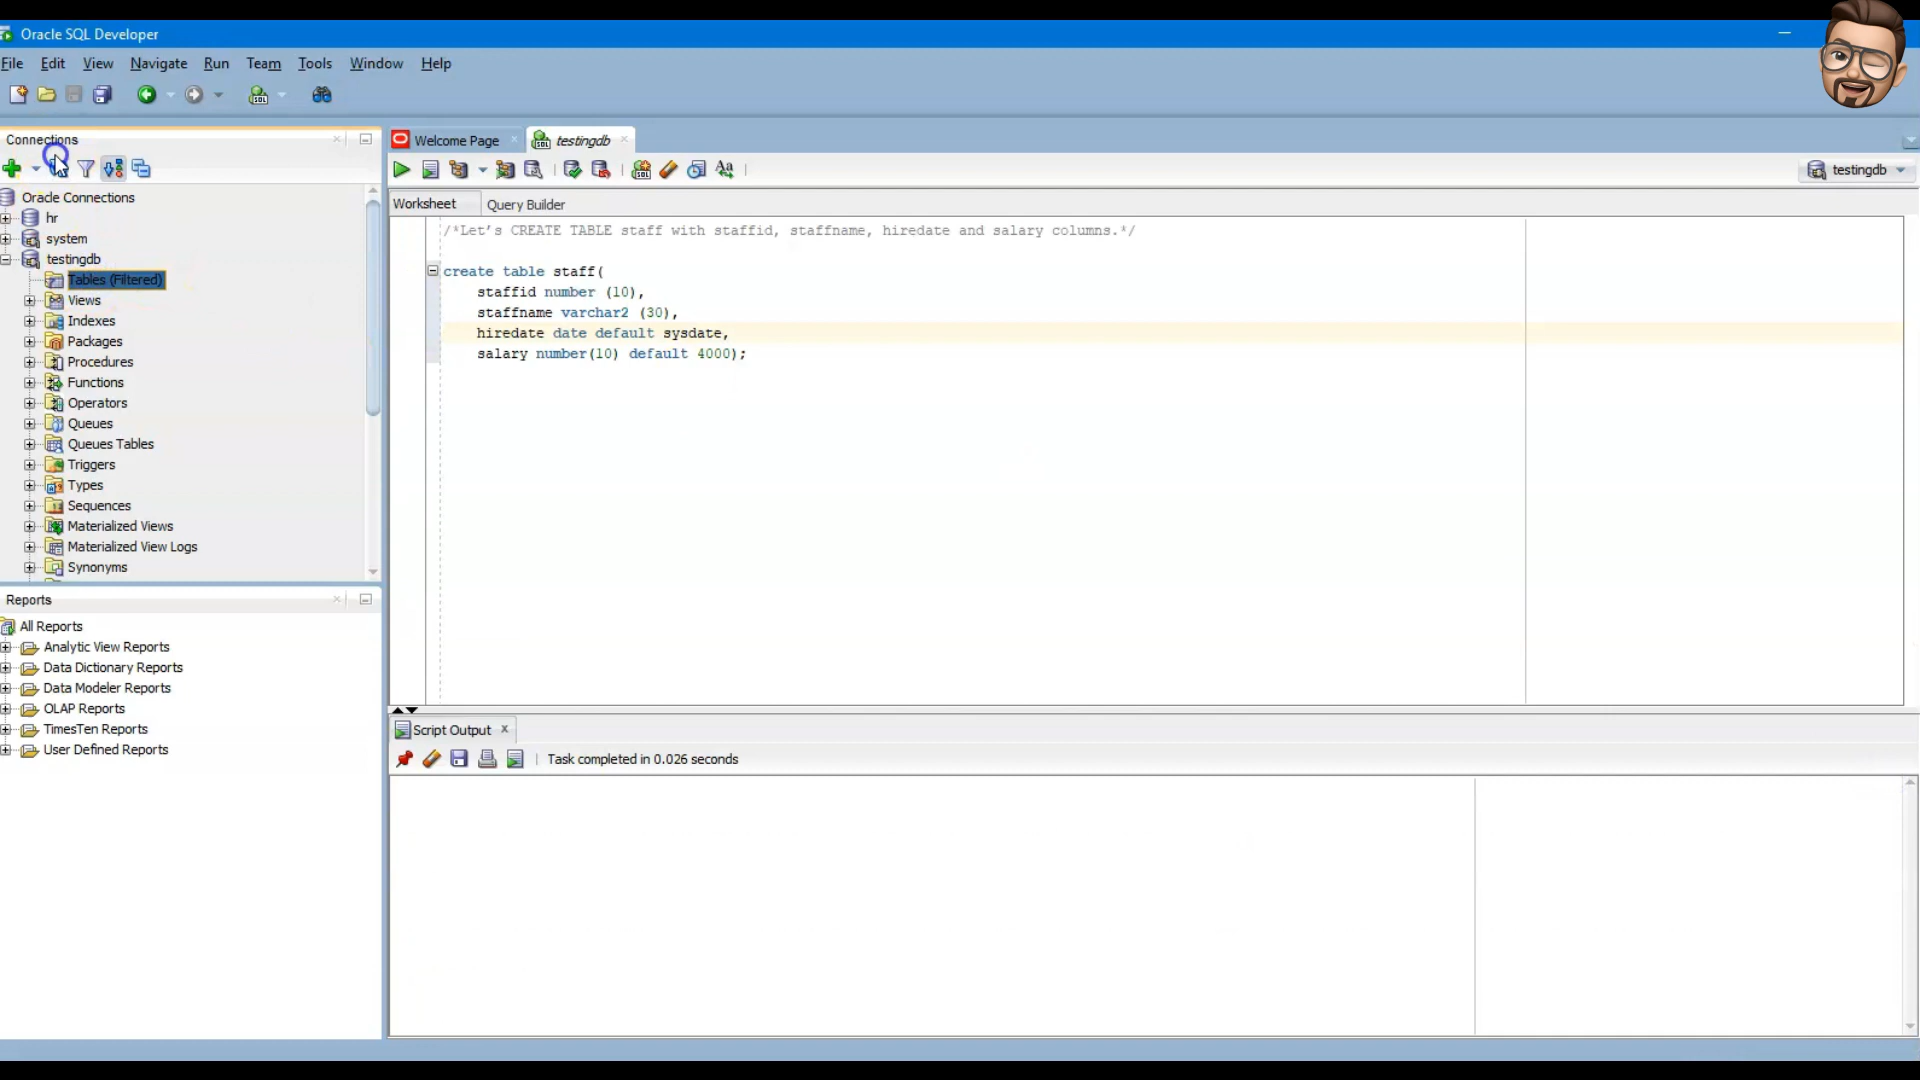 Oracle SQL Developer
File Edit View Navigate Run Team Tools Window Help
Connections
Oracle Connections
hr
system
testingdb
Tables (Filtered)
Views
Indexes
Packages
Procedures
Functions
Operators
Queues
Queues Tables
Triggers
Types
Sequences
Materialized Views
Materialized View Logs
Synonyms
Reports
All Reports
Analytic View Reports
Data Dictionary Reports
Data Modeler Reports
OLAP Reports
TimesTen Reports
User Defined Reports
Welcome Page testingdb
testingdb
Worksheet Query Builder
/*Let's CREATE TABLE staff with staffid, staffname, hiredate and salary columns.*/
create table staff(
staffid number (10),
staffname varchar2 (30),
hiredate date default sysdate,
salary number(10) default 4000);
Script Output
Task completed in 0.026 seconds